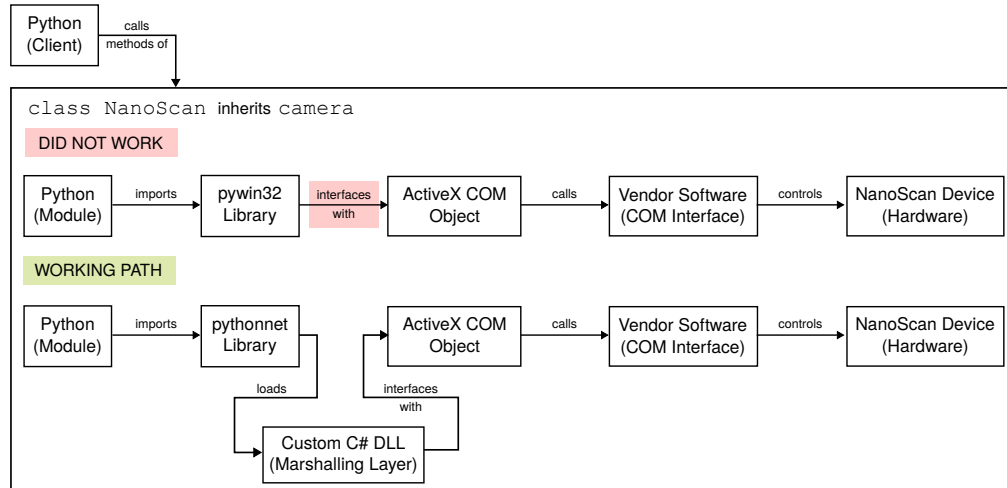 Python
(Client)
calls
methods of
class NanoScan inherits camera
DID NOT WORK
Python
(Module)
imports
pywin32
Library
interfaces
with
ActiveX COM
Object
calls
Vendor Software
(COM Interface)
controls
NanoScan Device
(Hardware)
WORKING PATH
Python
(Module)
imports
pythonnet
Library
loads
Custom C# DLL
(Marshalling Layer)
interfaces
with
ActiveX COM
Object
calls
Vendor Software
(COM Interface)
controls
NanoScan Device
(Hardware)